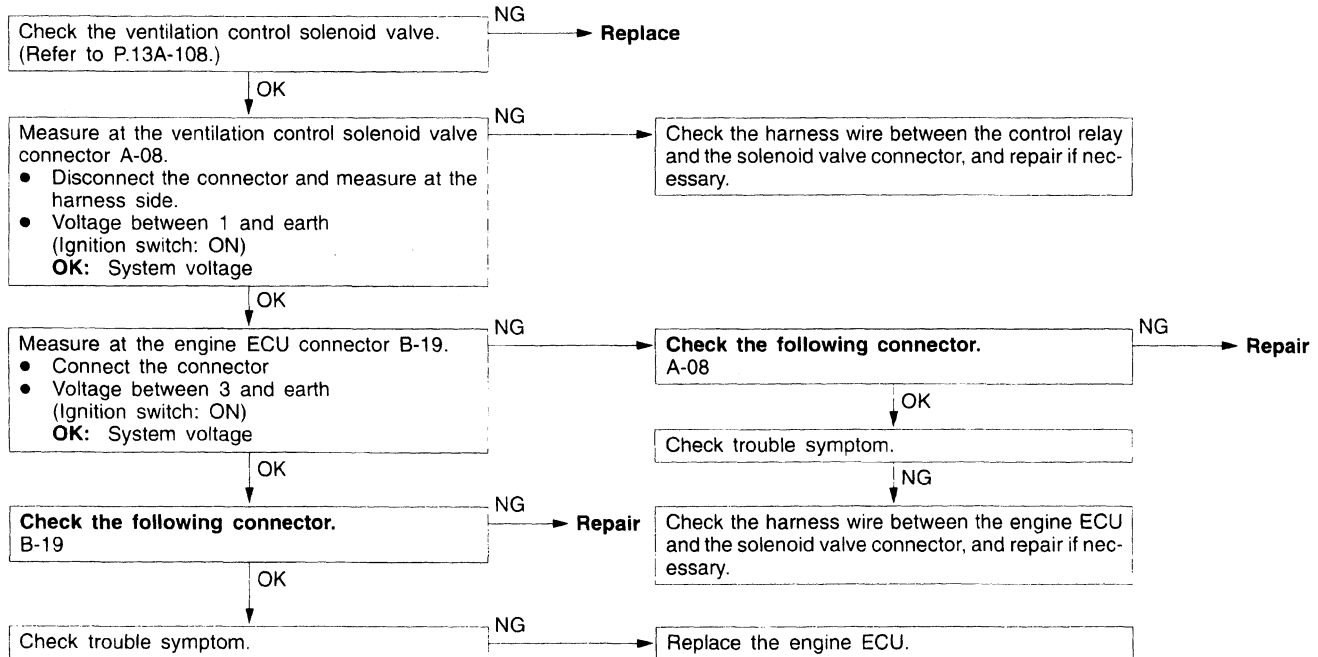 Check the ventilation control solenoid valve.
(Refer to P.13A-108.)
NG
Replace
OK
Measure at the ventilation control solenoid valve
connector A-08.
● Disconnect the connector and measure at the
harness side.
● Voltage between 1 and earth
(Ignition switch: ON)
OK: System voltage
NG
Check the harness wire between the control relay
and the solenoid valve connector, and repair if nec-
essary.
OK
Measure at the engine ECU connector B-19.
● Connect the connector
● Voltage between 3 and earth
(Ignition switch: ON)
OK: System voltage
NG
Check the following connector.
A-08
NG
Repair
OK
Check trouble symptom.
NG
Check the harness wire between the engine ECU
and the solenoid valve connector, and repair if nec-
essary.
OK
Check the following connector.
B-19
NG
Repair
OK
Check trouble symptom.
NG
Replace the engine ECU.